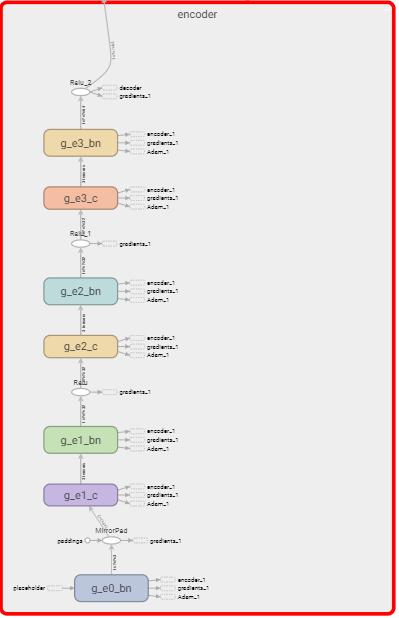 encoder
Relu_2
decoder
gradients_1
g_e3_bn
encoder_1
gradients_1
Adam_1
g_e3_c
encoder_1
gradients_1
Adam_1
Relu_1
gradients_1
g_e2_bn
encoder_1
gradients_1
Adam_1
g_e2_c
encoder_1
gradients_1
Adam_1
Relu
gradients_1
g_e1_bn
encoder_1
gradients_1
Adam_1
g_e1_c
encoder_1
gradients_1
Adam_1
MirrorPad
paddings
gradients_1
g_e0_bn
placeholder
encoder_1
gradients_1
Adam_1